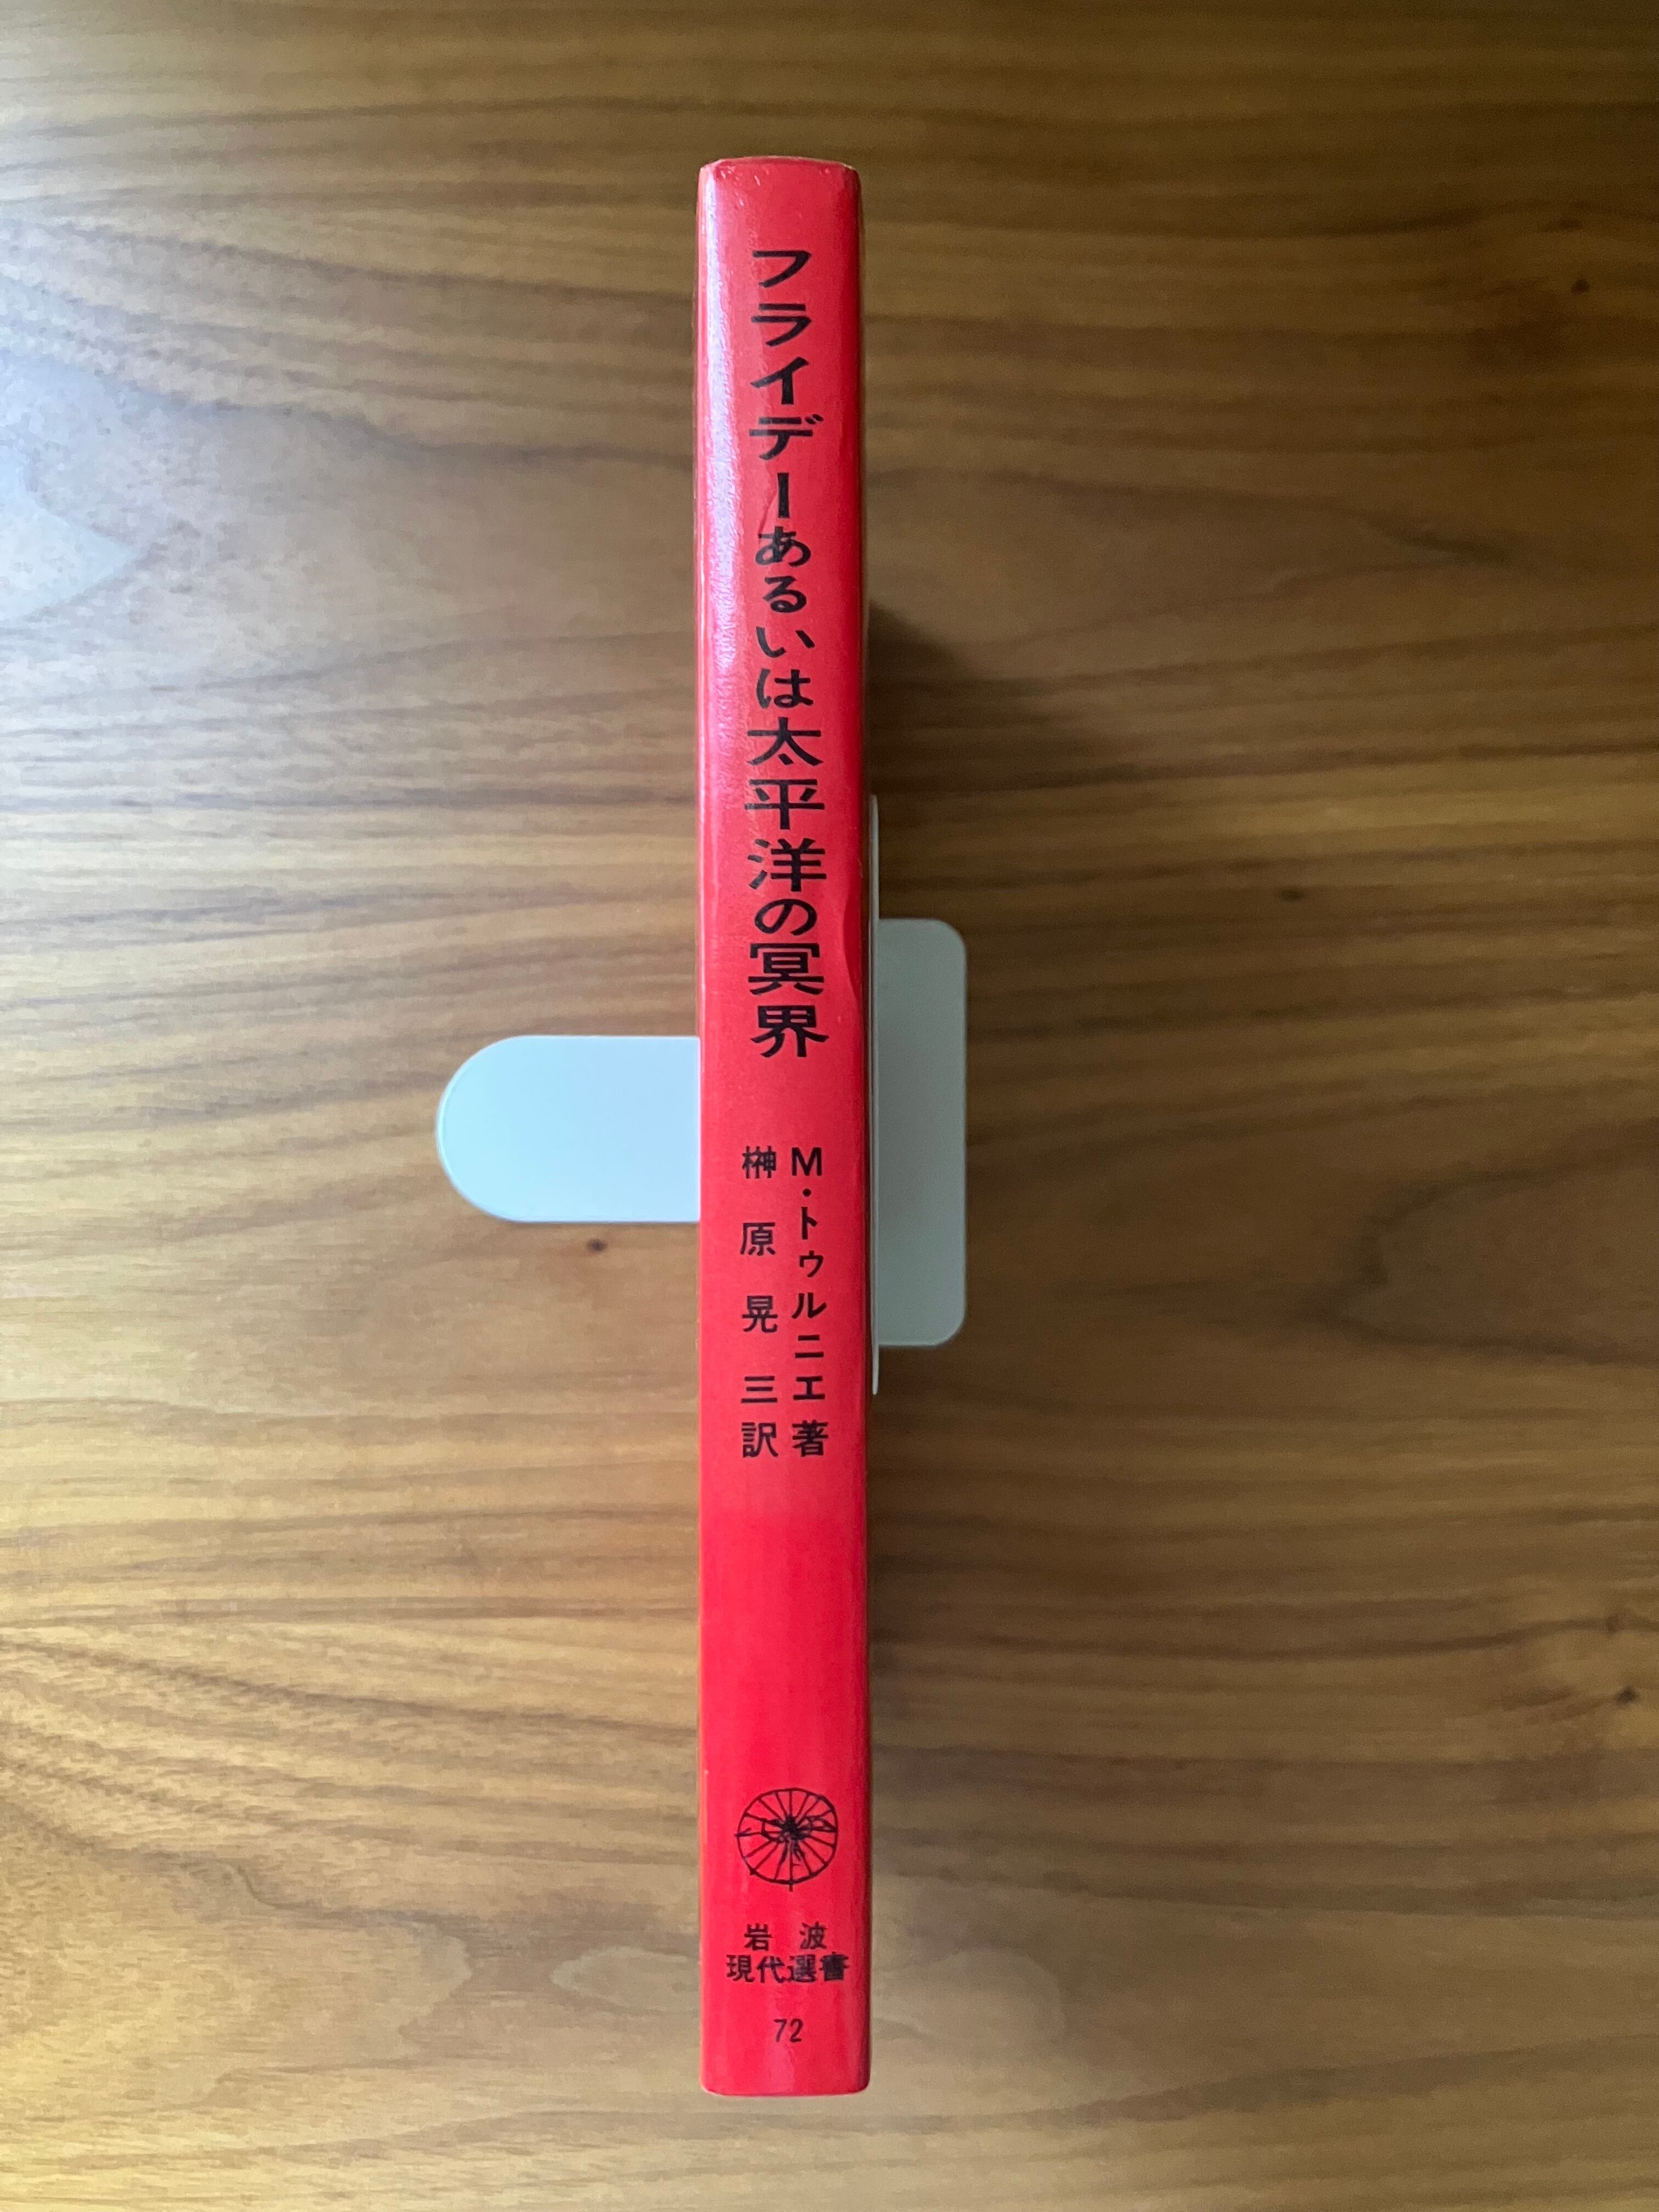 フライデーあるいは太平洋の冥界
M・トゥルニエ著
榊原晃三訳
岩波
現代選書
72